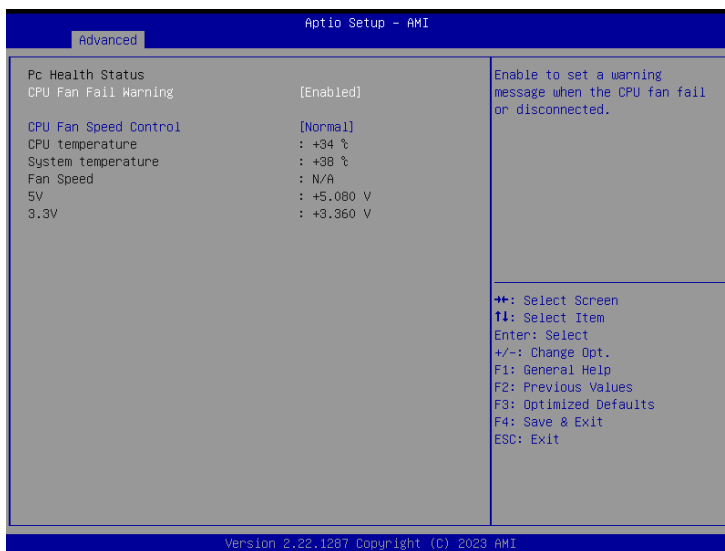 Aptio Setup - AMI
Advanced
Pc Health Status
CPU Fan Fail Warning [Enabled]
CPU Fan Speed Control [Normal]
CPU temperature : +34 ℃
System temperature : +38 ℃
Fan Speed : N/A
5V : +5.080 V
3.3V : +3.360 V
Enable to set a warning
message when the CPU fan fail
or disconnected.
→←: Select Screen
↑↓: Select Item
Enter: Select
+/-: Change Opt.
F1: General Help
F2: Previous Values
F3: Optimized Defaults
F4: Save & Exit
ESC: Exit
Version 2.22.1287 Copyright (C) 2023 AMI